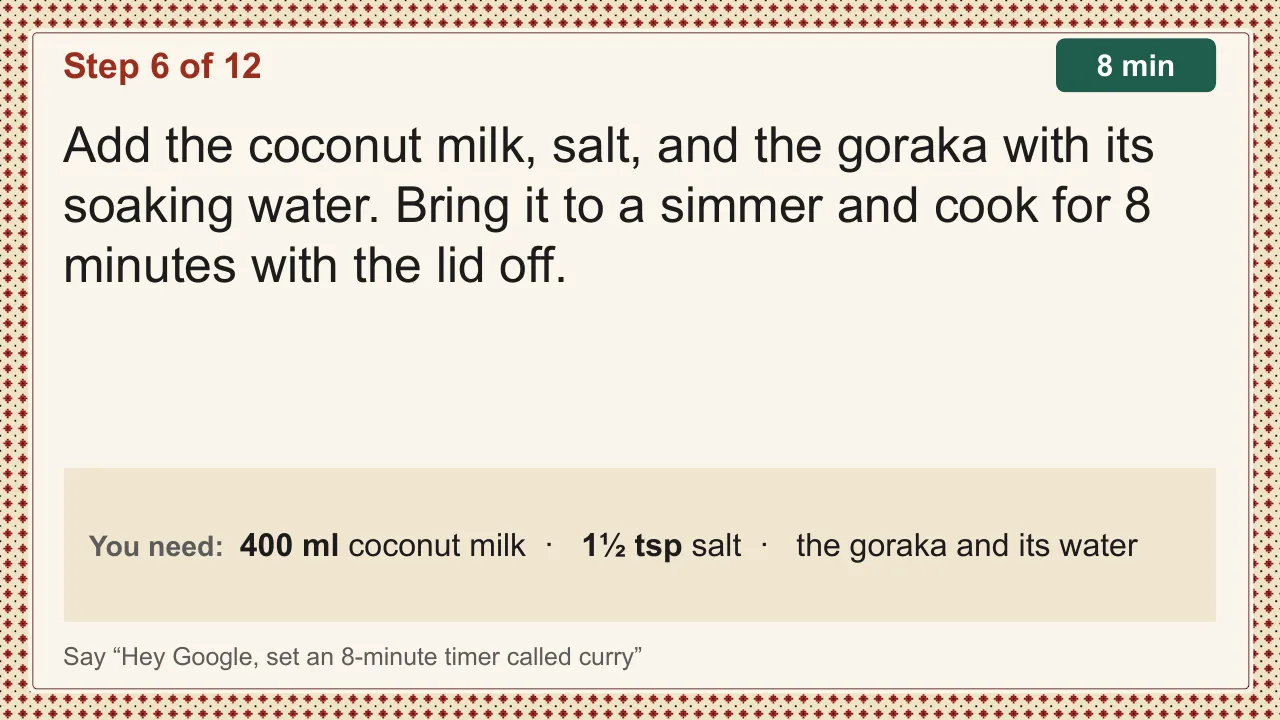 Step 6 of 12
8 min
Add the coconut milk, salt, and the goraka with its
soaking water. Bring it to a simmer and cook for 8
minutes with the lid off.
You need: 400 ml coconut milk · 1½ tsp salt · the goraka and its water
Say “Hey Google, set an 8-minute timer called curry”